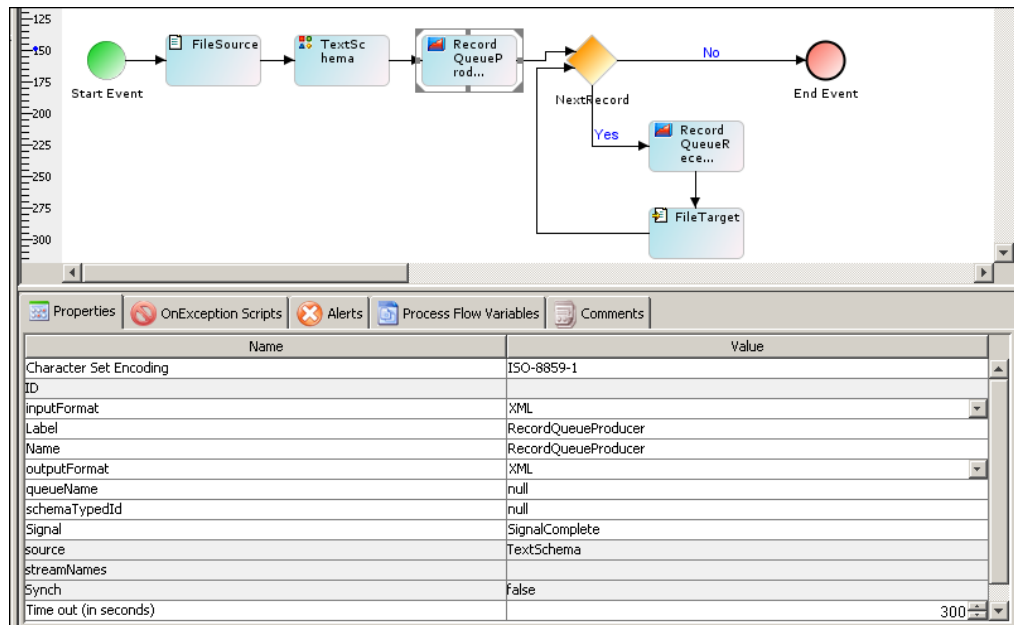 125
150
175
200
225
250
275
300
Start Event
FileSource
TextSc
hema
Record
QueueP
rod...
NextRecord
No
End Event
Yes
Record
QueueR
ece...
FileTarget
Properties
OnException Scripts
Alerts
Process Flow Variables
Comments
Name Value
Character Set Encoding ISO-8859-1
ID
inputFormat XML
Label RecordQueueProducer
Name RecordQueueProducer
outputFormat XML
queueName null
schemaTypedId null
Signal SignalComplete
source TextSchema
streamNames
Synch false
Time out (in seconds) 300